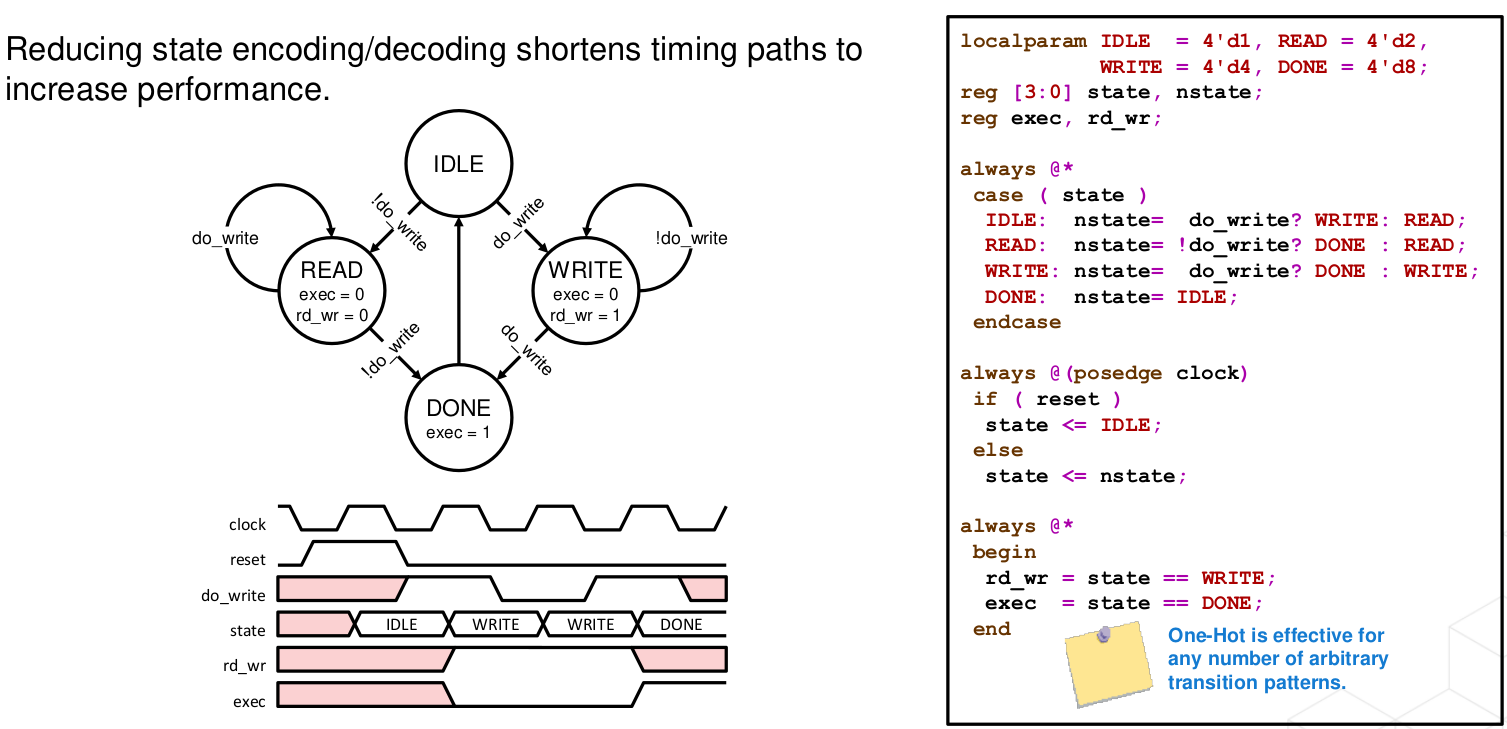 Reducing state encoding/decoding shortens timing paths to
increase performance.
IDLE
!do_write
do_write
do_write
!do_write
READ
exec = 0
rd_wr = 0
WRITE
exec = 0
rd_wr = 1
!do_write
do_write
DONE
exec = 1
clock
reset
do_write
state
IDLE
WRITE
WRITE
DONE
rd_wr
exec
localparam IDLE  = 4'd1, READ = 4'd2,
WRITE = 4'd4, DONE = 4'd8;
reg [3:0] state, nstate;
reg exec, rd_wr;
always @*
case ( state )
IDLE:  nstate=  do_write? WRITE: READ;
READ:  nstate= !do_write? DONE : READ;
WRITE: nstate=  do_write? DONE : WRITE;
DONE:  nstate= IDLE;
endcase
always @(posedge clock)
if ( reset )
state <= IDLE;
else
state <= nstate;
always @*
begin
rd_wr = state == WRITE;
exec  = state == DONE;
end
One-Hot is effective for
any number of arbitrary
transition patterns.